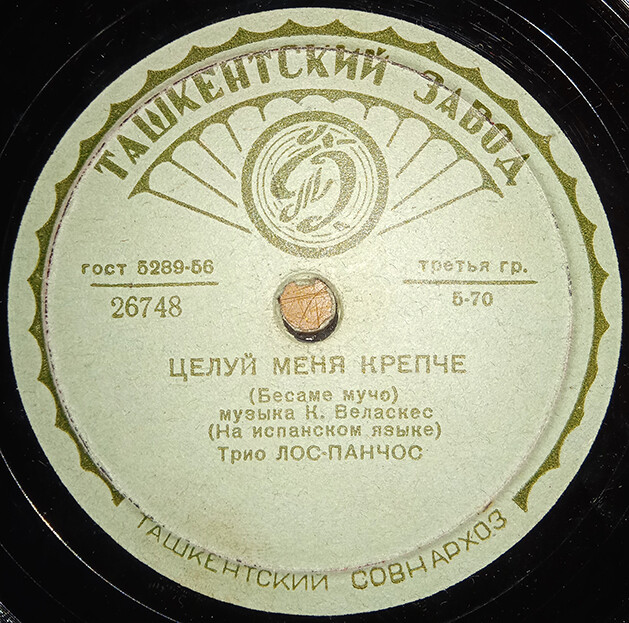 ТАШКЕНТСКИЙ ЗАВОД
гост 5289-56
26748
третья гр.
5-70
ЦЕЛУЙ МЕНЯ КРЕПЧЕ
(Бесаме мучо)
музыка К. Веласкес
(На испанском языке)
Трио ЛОС-ПАНЧОС
ТАШКЕНТСКИЙ СОВНАРХОЗ